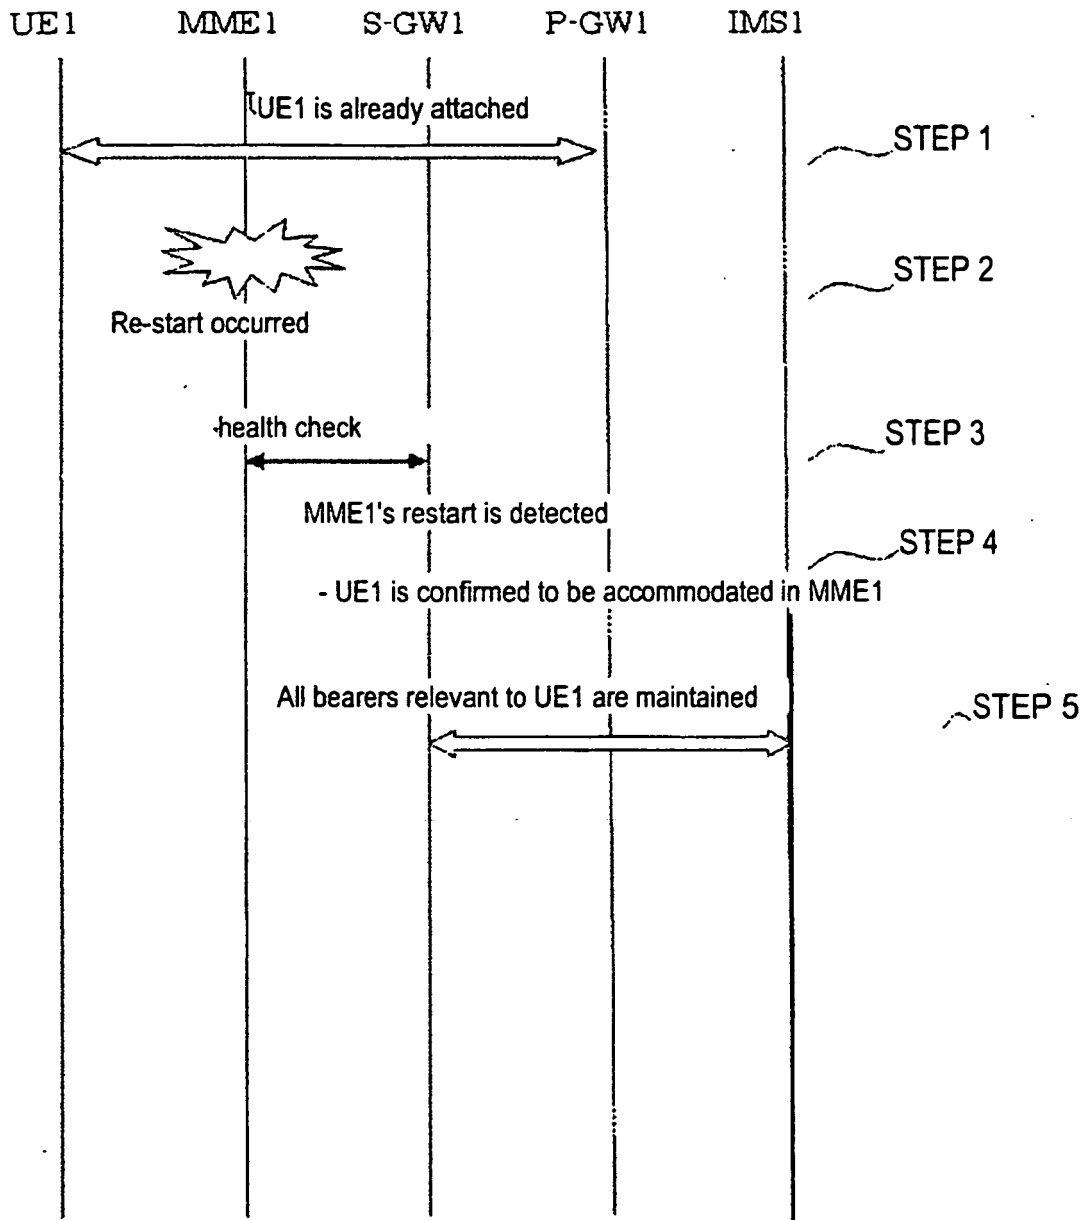 UE1 MME1 S-GW1 P-GW1 IMS1
UE1 is already attached
STEP 1
STEP 2
Re-start occurred
health check
STEP 3
MME1's restart is detected
STEP 4
- UE1 is confirmed to be accommodated in MME1
All bearers relevant to UE1 are maintained
STEP 5